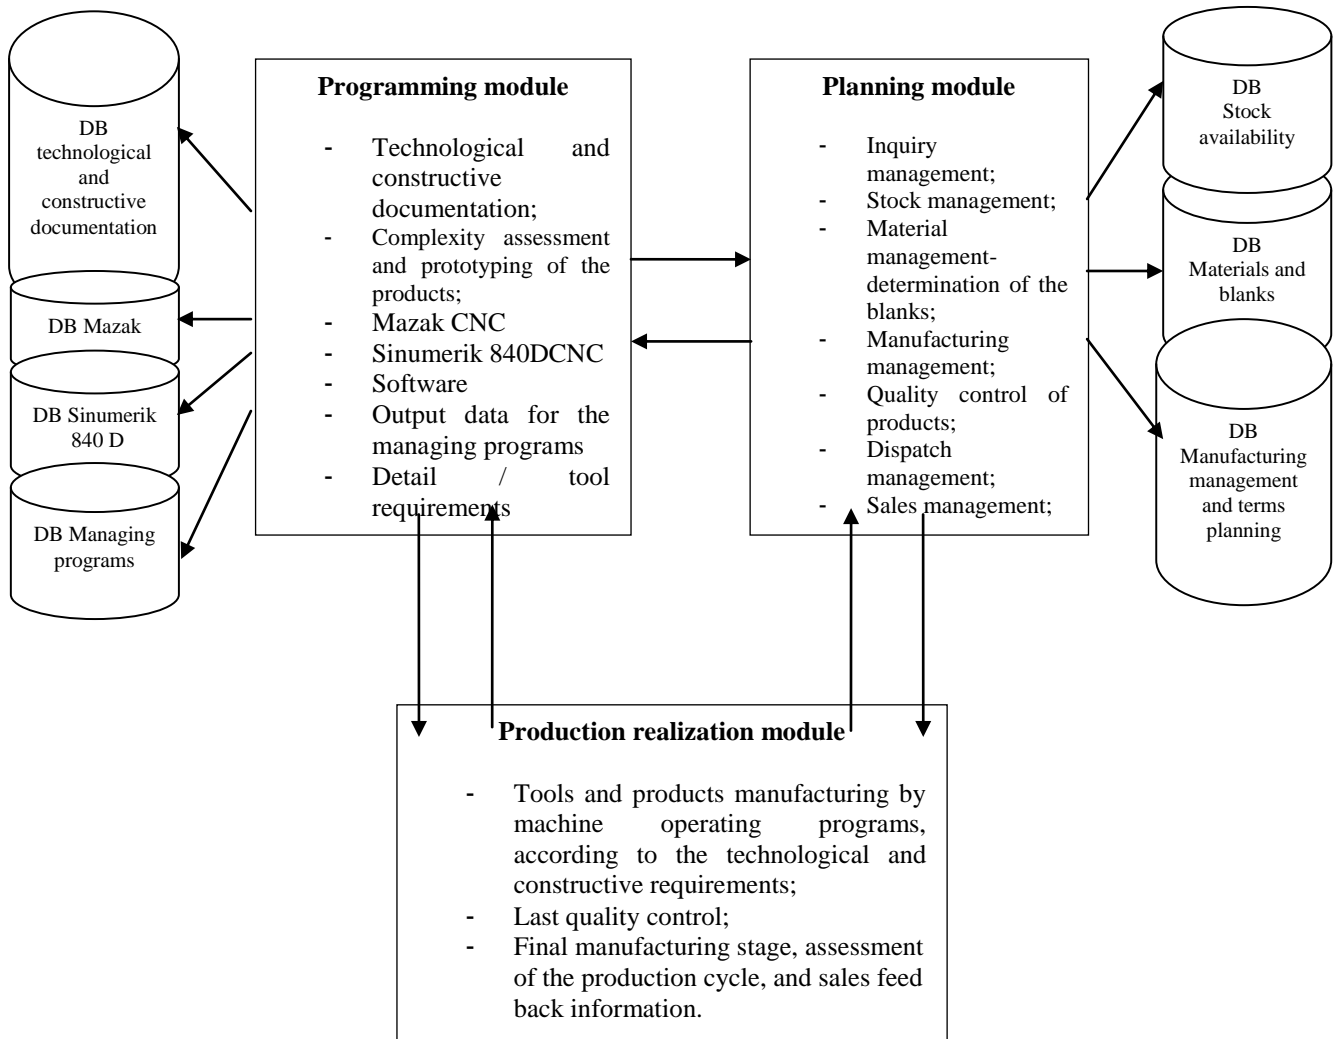 DB
technological
and
constructive
documentation
DB Mazak
DB Sinumerik
840 D
DB Managing
programs
Programming module
- Technological and
constructive
documentation;
- Complexity assessment
and prototyping of the
products;
- Mazak CNC
- Sinumerik 840DCNC
- Software
- Output data for the
managing programs
- Detail / tool
requirements
Planning module
- Inquiry
management;
- Stock management;
- Material
management-
determination of the
blanks;
- Manufacturing
management;
- Quality control of
products;
- Dispatch
management;
- Sales management;
DB
Stock
availability
DB
Materials and
blanks
DB
Manufacturing
management
and terms
planning
Production realization module
- Tools and products manufacturing by
machine operating programs,
according to the technological and
constructive requirements;
- Last quality control;
- Final manufacturing stage, assessment
of the production cycle, and sales feed
back information.